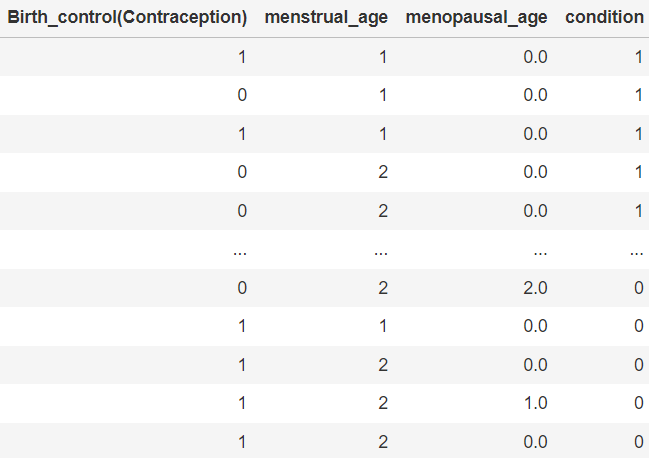 Birth_control(Contraception) menstrual_age menopausal_age condition
1 1 0.0 1
0 1 0.0 1
1 1 0.0 1
0 2 0.0 1
0 2 0.0 1
... ... ... ...
0 2 2.0 0
1 1 0.0 0
1 2 0.0 0
1 2 1.0 0
1 2 0.0 0